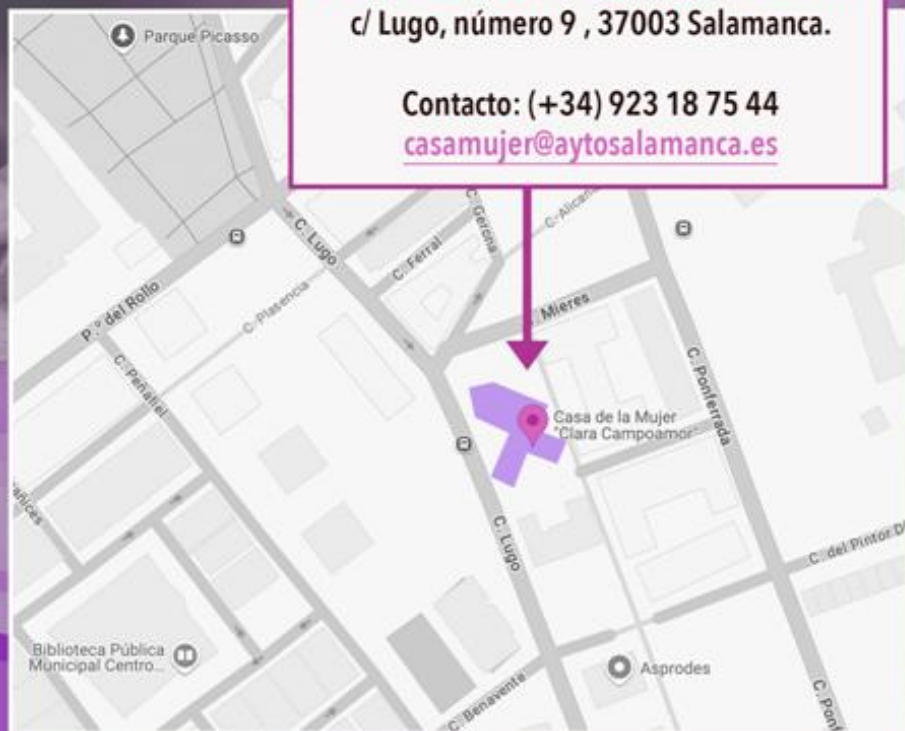 c/ Lugo, número 9 , 37003 Salamanca.
Contacto: (+34) 923 18 75 44
casamujer@aytosalamanca.es
Parque Picasso
C. Lugo
C. Ferral
C. Gerona
P.º del Rollo
C. Plasencia
C. Mieres
C. Peñafiel
C. Ponferrada
Casa de la Mujer
"Clara Campoamor"
C. Lugo
C. del Pintor
Biblioteca Pública
Municipal Centro...
Asprodes
C. Benavente